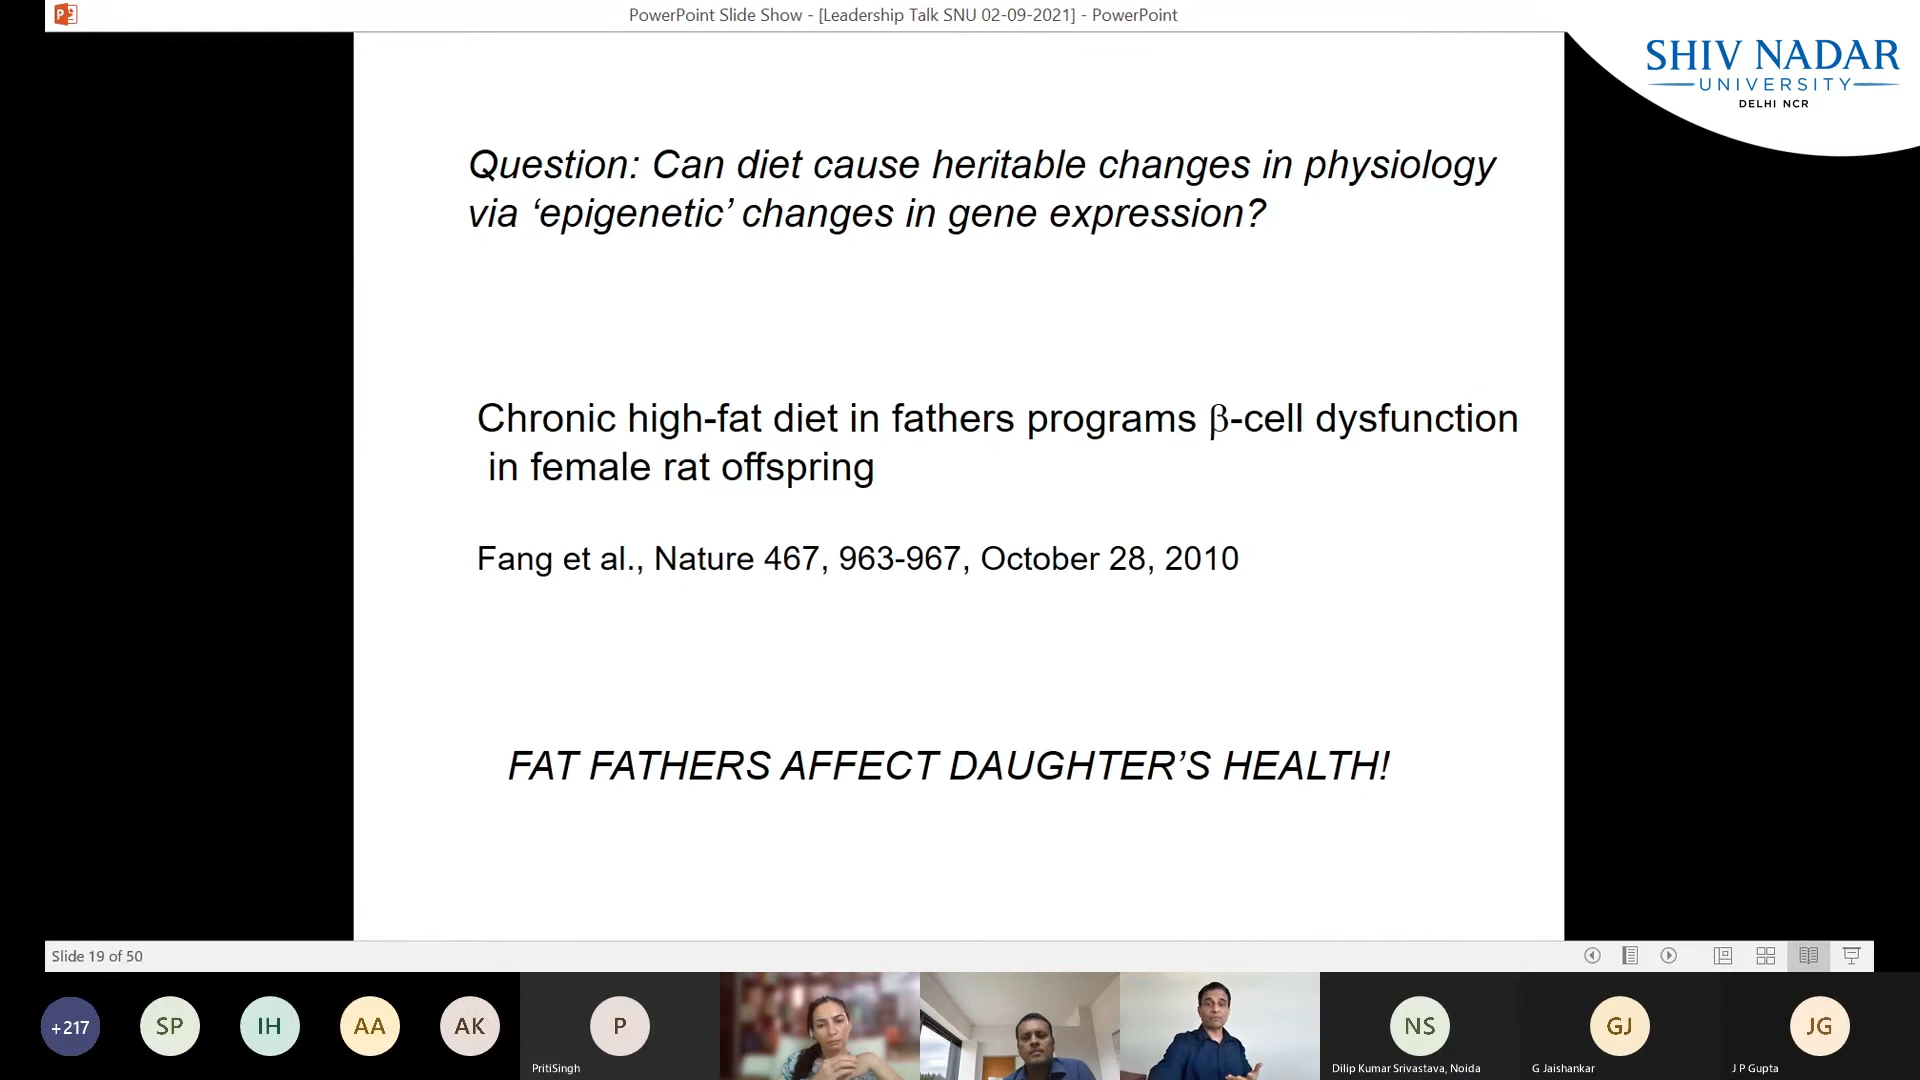 PowerPoint Slide Show - [Leadership Talk SNU 02-09-2021] - PowerPoint
SHIV NADAR
UNIVERSITY
DELHI NCR
Question: Can diet cause heritable changes in physiology
via ‘epigenetic’ changes in gene expression?
Chronic high-fat diet in fathers programs β-cell dysfunction
in female rat offspring
Fang et al., Nature 467, 963-967, October 28, 2010
FAT FATHERS AFFECT DAUGHTER’S HEALTH!
Slide 19 of 50
+217
SP
IH
AA
AK
P
NS
GJ
JG
PritiSingh
Dilip Kumar Srivastava, Noida
G Jaishankar
J P Gupta